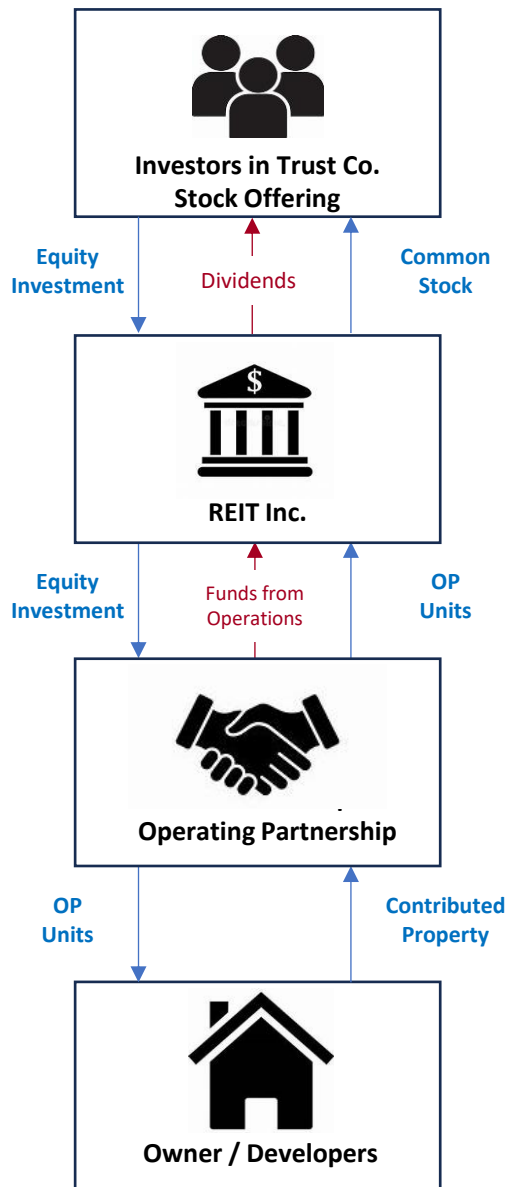 Investors in Trust Co.
Stock Offering
Equity
Investment
Dividends
Common
Stock
$
REIT Inc.
Equity
Investment
Funds from
Operations
OP
Units
Operating Partnership
OP
Units
Contributed
Property
Owner / Developers